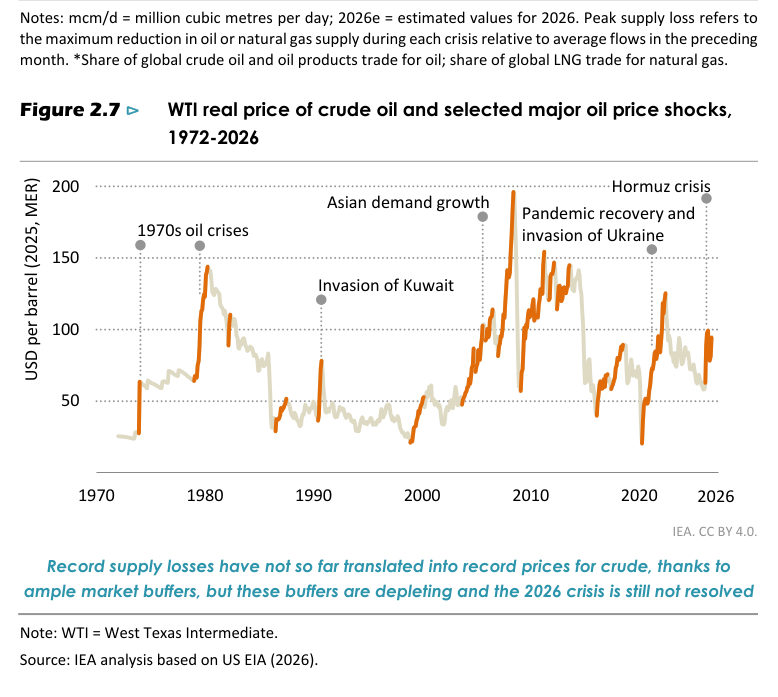 Notes: mcm/d = million cubic metres per day; 2026e = estimated values for 2026. Peak supply loss refers to
the maximum reduction in oil or natural gas supply during each crisis relative to average flows in the preceding
month. *Share of global crude oil and oil products trade for oil; share of global LNG trade for natural gas.
Figure 2.7 ▷ WTI real price of crude oil and selected major oil price shocks,
1972-2026
USD per barrel (2025, MER)
200
Hormuz crisis
Asian demand growth
Pandemic recovery and
invasion of Ukraine
1970s oil crises
150
Invasion of Kuwait
100
50
1970 1980 1990 2000 2010 2020 2026
IEA. CC BY 4.0.
Record supply losses have not so far translated into record prices for crude, thanks to
ample market buffers, but these buffers are depleting and the 2026 crisis is still not resolved
Note: WTI = West Texas Intermediate.
Source: IEA analysis based on US EIA (2026).